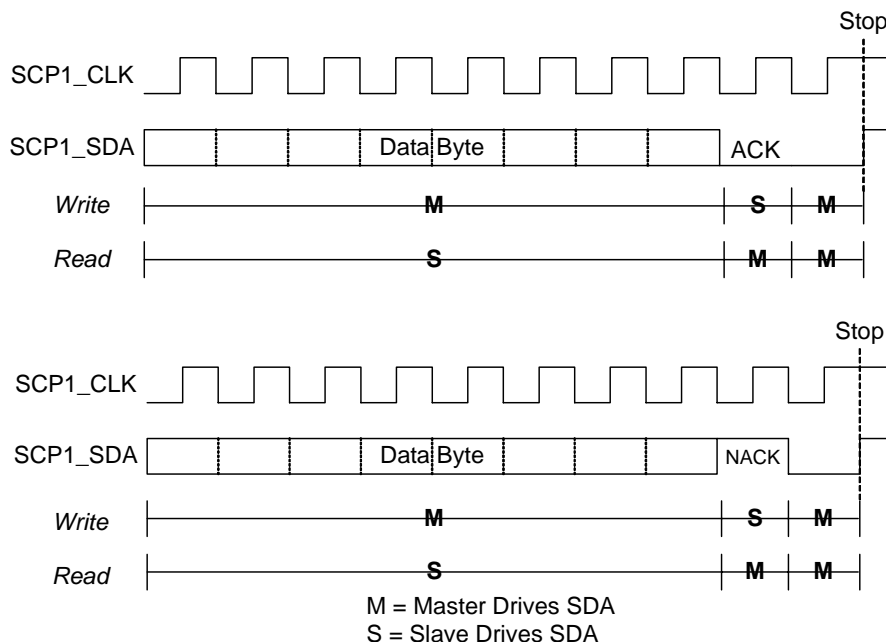 Stop
SCP1_CLK
SCP1_SDA Data Byte ACK
Write M S M
Read S M M
Stop
SCP1_CLK
SCP1_SDA Data Byte NACK
Write M S M
Read S M M
M = Master Drives SDA
S = Slave Drives SDA